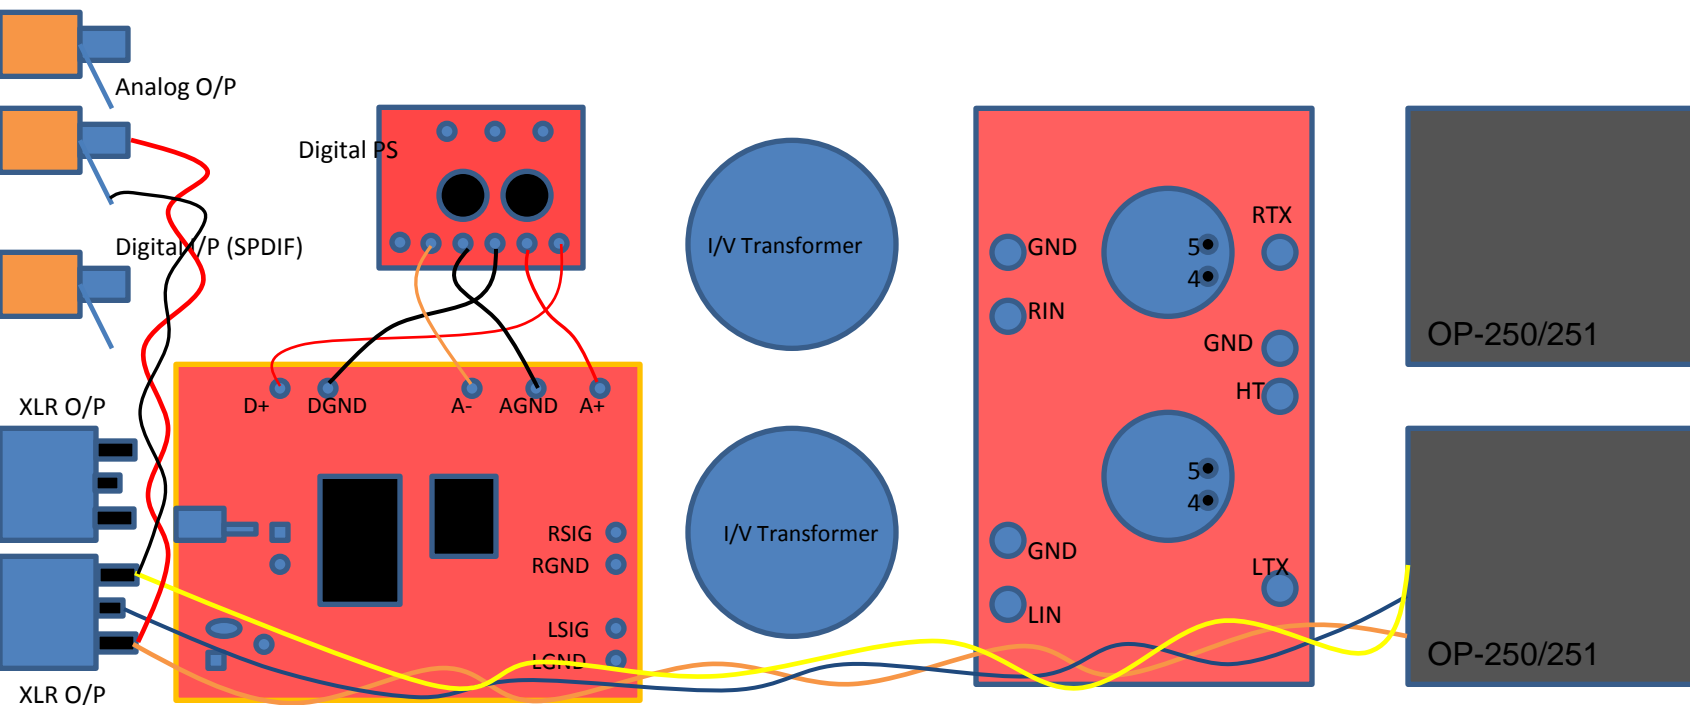 Analog O/P
Digital PS
Digital I/P (SPDIF)
I/V Transformer
GND
RIN
5
4
RTX
GND
HT
OP-250/251
D+
DGND
A-
AGND
A+
XLR O/P
RSIG
RGND
LSIG
LGND
I/V Transformer
5
4
GND
LIN
LTX
OP-250/251
XLR O/P